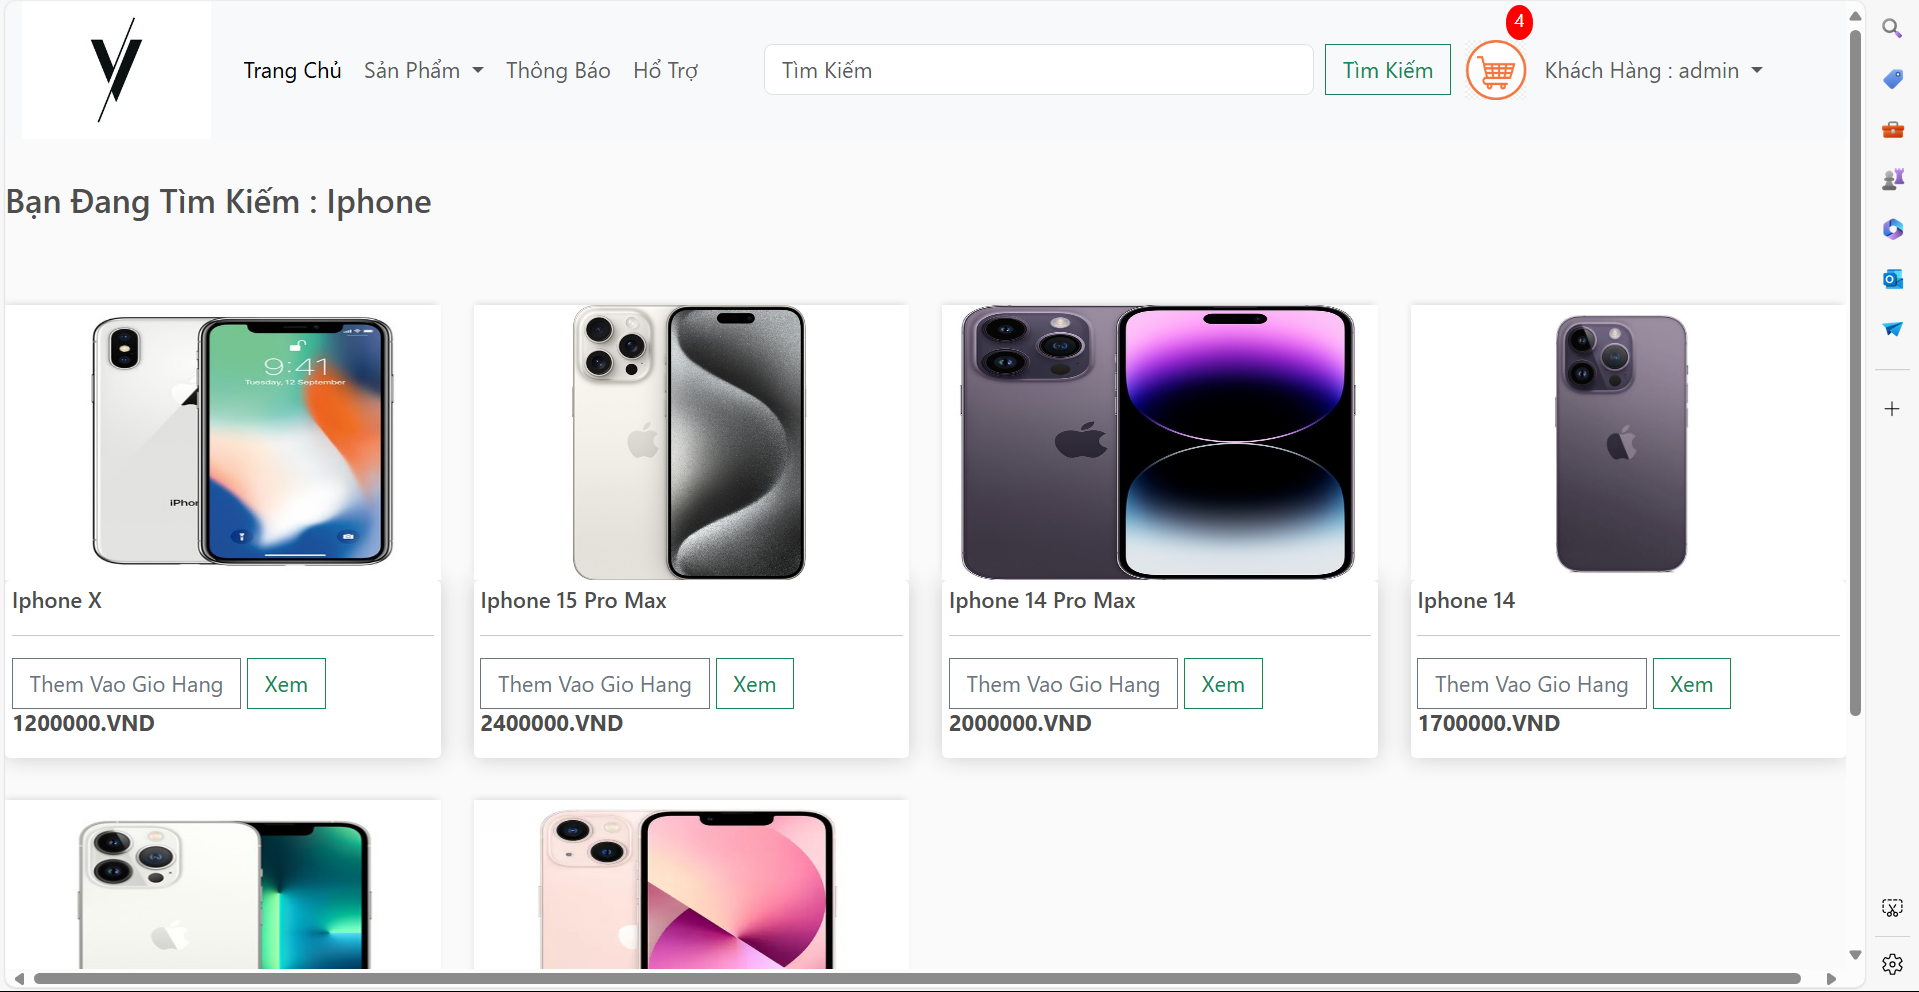 4
Trang Chủ Sản Phẩm Thông Báo Hổ Trợ Tìm Kiếm Tìm Kiếm Khách Hàng : admin
Bạn Đang Tìm Kiếm : Iphone
9:41
Tuesday, 12 September
Iphone X
Them Vao Gio Hang Xem
1200000.VND
Iphone 15 Pro Max
Them Vao Gio Hang Xem
2400000.VND
Iphone 14 Pro Max
Them Vao Gio Hang Xem
2000000.VND
Iphone 14
Them Vao Gio Hang Xem
1700000.VND